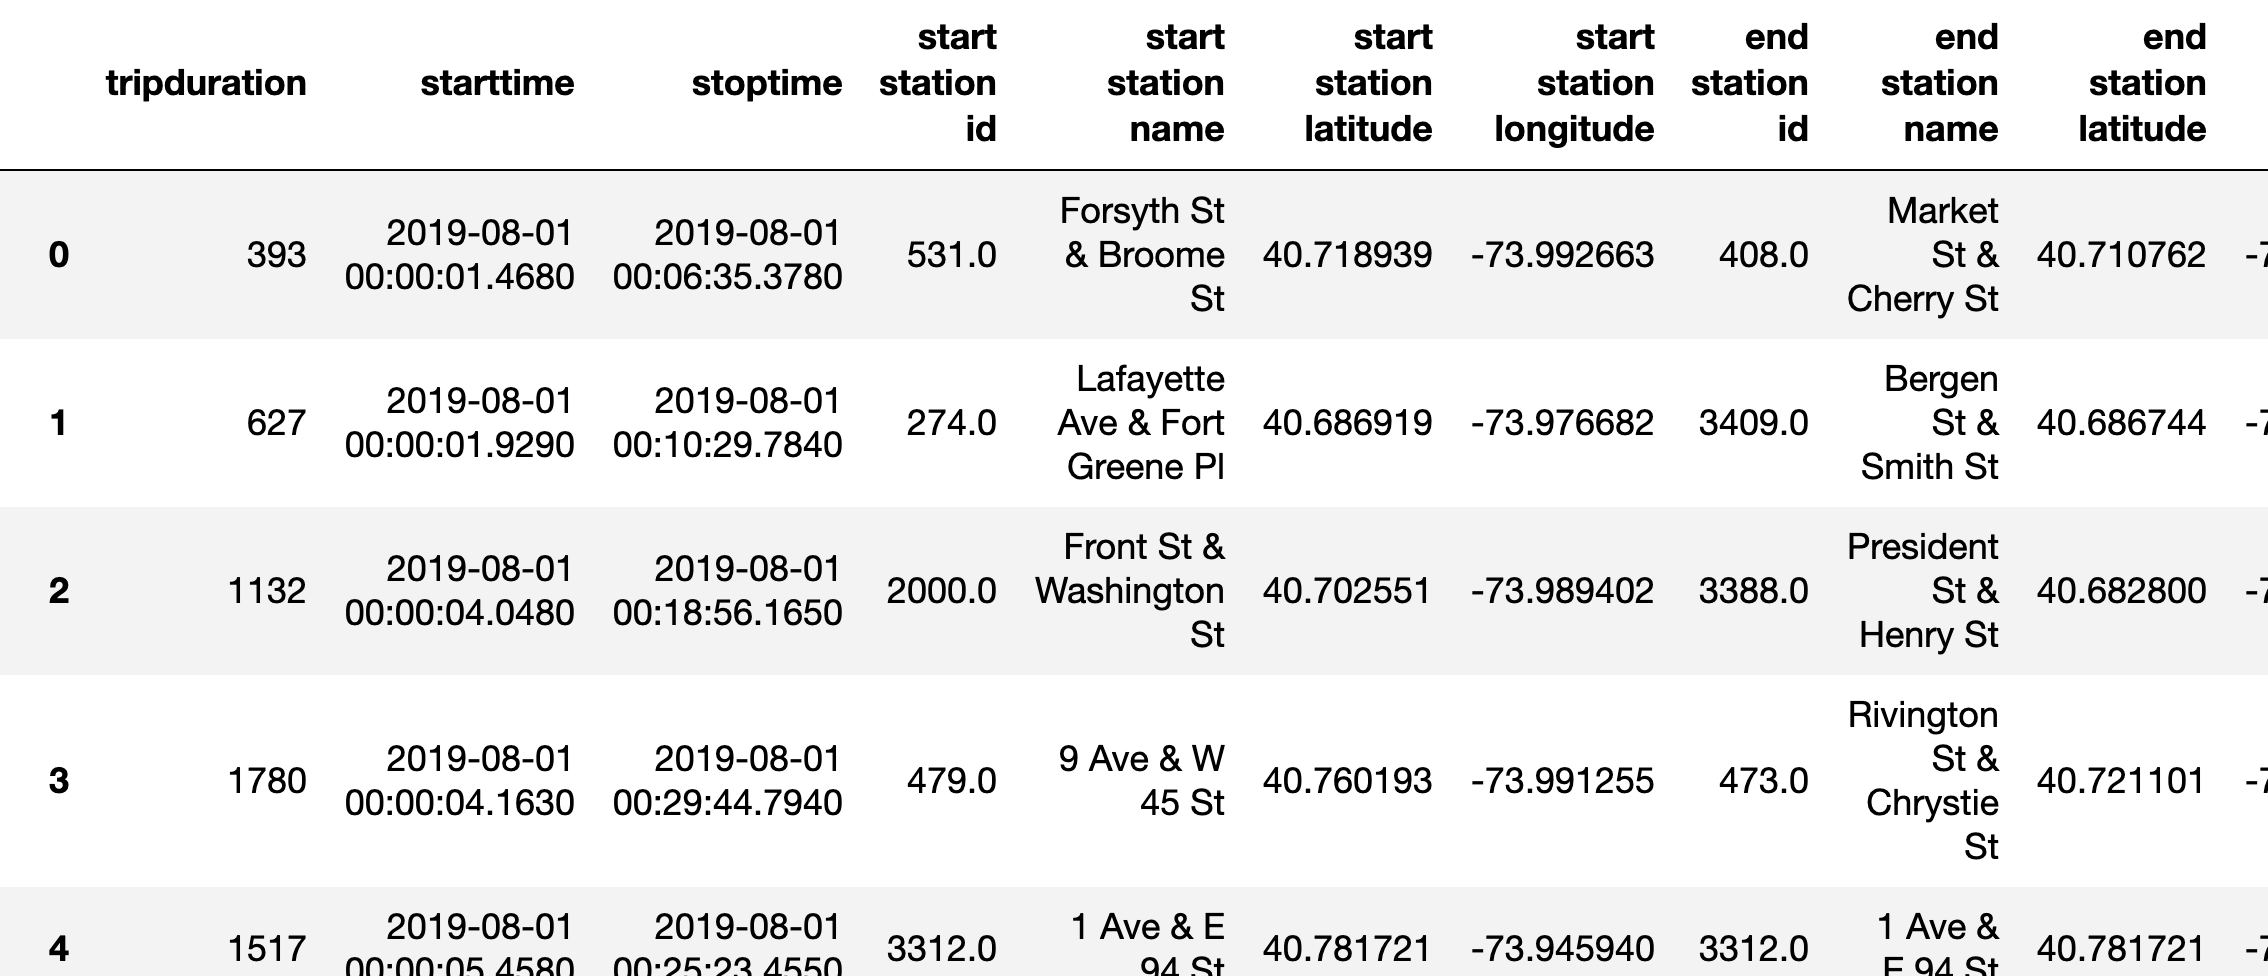 tripduration starttime stoptime start station id start station name start station latitude start station longitude end station id end station name end station latitude
0 393 2019-08-01 00:00:01.4680 2019-08-01 00:06:35.3780 531.0 Forsyth St & Broome St 40.718939 -73.992663 408.0 Market St & Cherry St 40.710762 -7
1 627 2019-08-01 00:00:01.9290 2019-08-01 00:10:29.7840 274.0 Lafayette Ave & Fort Greene Pl 40.686919 -73.976682 3409.0 Bergen St & Smith St 40.686744 -7
2 1132 2019-08-01 00:00:04.0480 2019-08-01 00:18:56.1650 2000.0 Front St & Washington St 40.702551 -73.989402 3388.0 President St & Henry St 40.682800 -7
3 1780 2019-08-01 00:00:04.1630 2019-08-01 00:29:44.7940 479.0 9 Ave & W 45 St 40.760193 -73.991255 473.0 Rivington St & Chrystie St 40.721101 -7
4 1517 2019-08-01 00:00:05.4580 2019-08-01 00:25:23.4550 3312.0 1 Ave & E 94 St 40.781721 -73.945940 3312.0 1 Ave & E 94 St 40.781721 -7